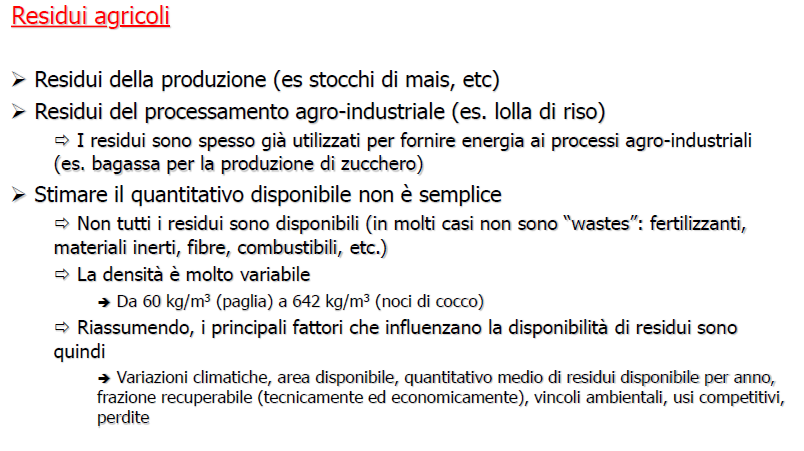 Residui agricoli
➢ Residui della produzione (es stocchi di mais, etc)
➢ Residui del processamento agro-industriale (es. lolla di riso)
⇨ I residui sono spesso già utilizzati per fornire energia ai processi agro-industriali
(es. bagassa per la produzione di zucchero)
➢ Stimare il quantitativo disponibile non è semplice
⇨ Non tutti i residui sono disponibili (in molti casi non sono “wastes”: fertilizzanti,
materiali inerti, fibre, combustibili, etc.)
⇨ La densità è molto variabile
➔ Da 60 kg/m³ (paglia) a 642 kg/m³ (noci di cocco)
⇨ Riassumendo, i principali fattori che influenzano la disponibilità di residui sono
quindi
➔ Variazioni climatiche, area disponibile, quantitativo medio di residui disponibile per anno,
frazione recuperabile (tecnicamente ed economicamente), vincoli ambientali, usi competitivi,
perdite